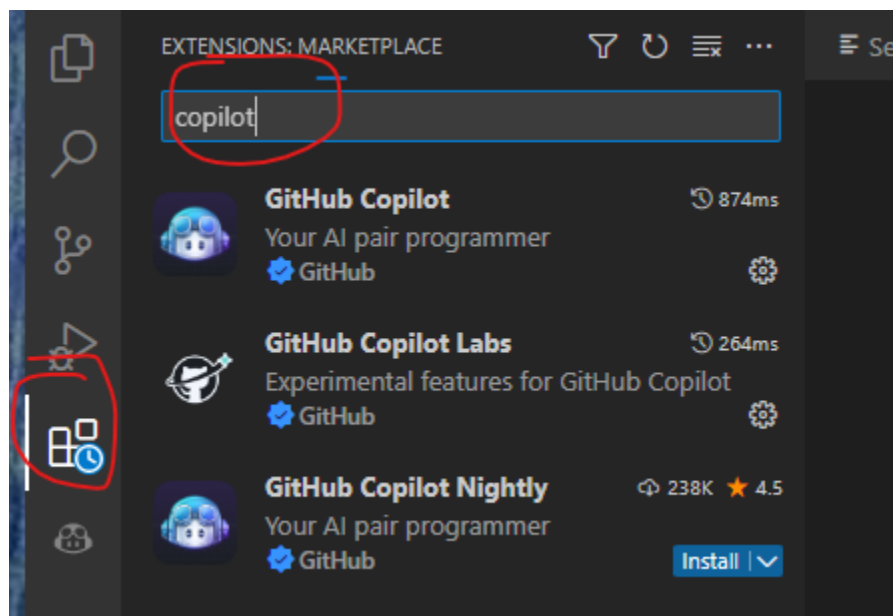 EXTENSIONS: MARKETPLACE
Se
copilot
GitHub Copilot
874ms
Your AI pair programmer
GitHub
GitHub Copilot Labs
264ms
Experimental features for GitHub Copilot
GitHub
GitHub Copilot Nightly
238K ★ 4.5
Your AI pair programmer
GitHub
Install